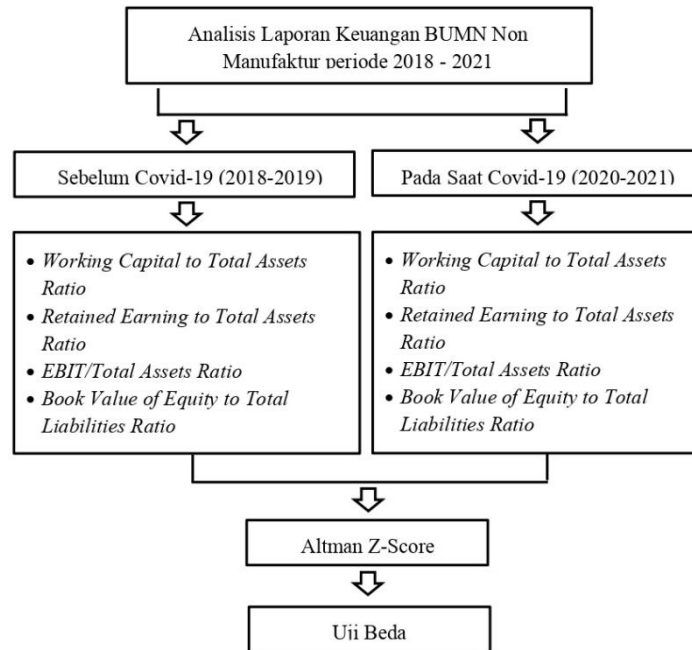 Analisis Laporan Keuangan BUMN Non
Manufaktur periode 2018 - 2021
Sebelum Covid-19 (2018-2019)
Pada Saat Covid-19 (2020-2021)
• Working Capital to Total Assets
Ratio
• Retained Earning to Total Assets
Ratio
• EBIT/Total Assets Ratio
• Book Value of Equity to Total
Liabilities Ratio
• Working Capital to Total Assets
Ratio
• Retained Earning to Total Assets
Ratio
• EBIT/Total Assets Ratio
• Book Value of Equity to Total
Liabilities Ratio
Altman Z-Score
Uji Beda